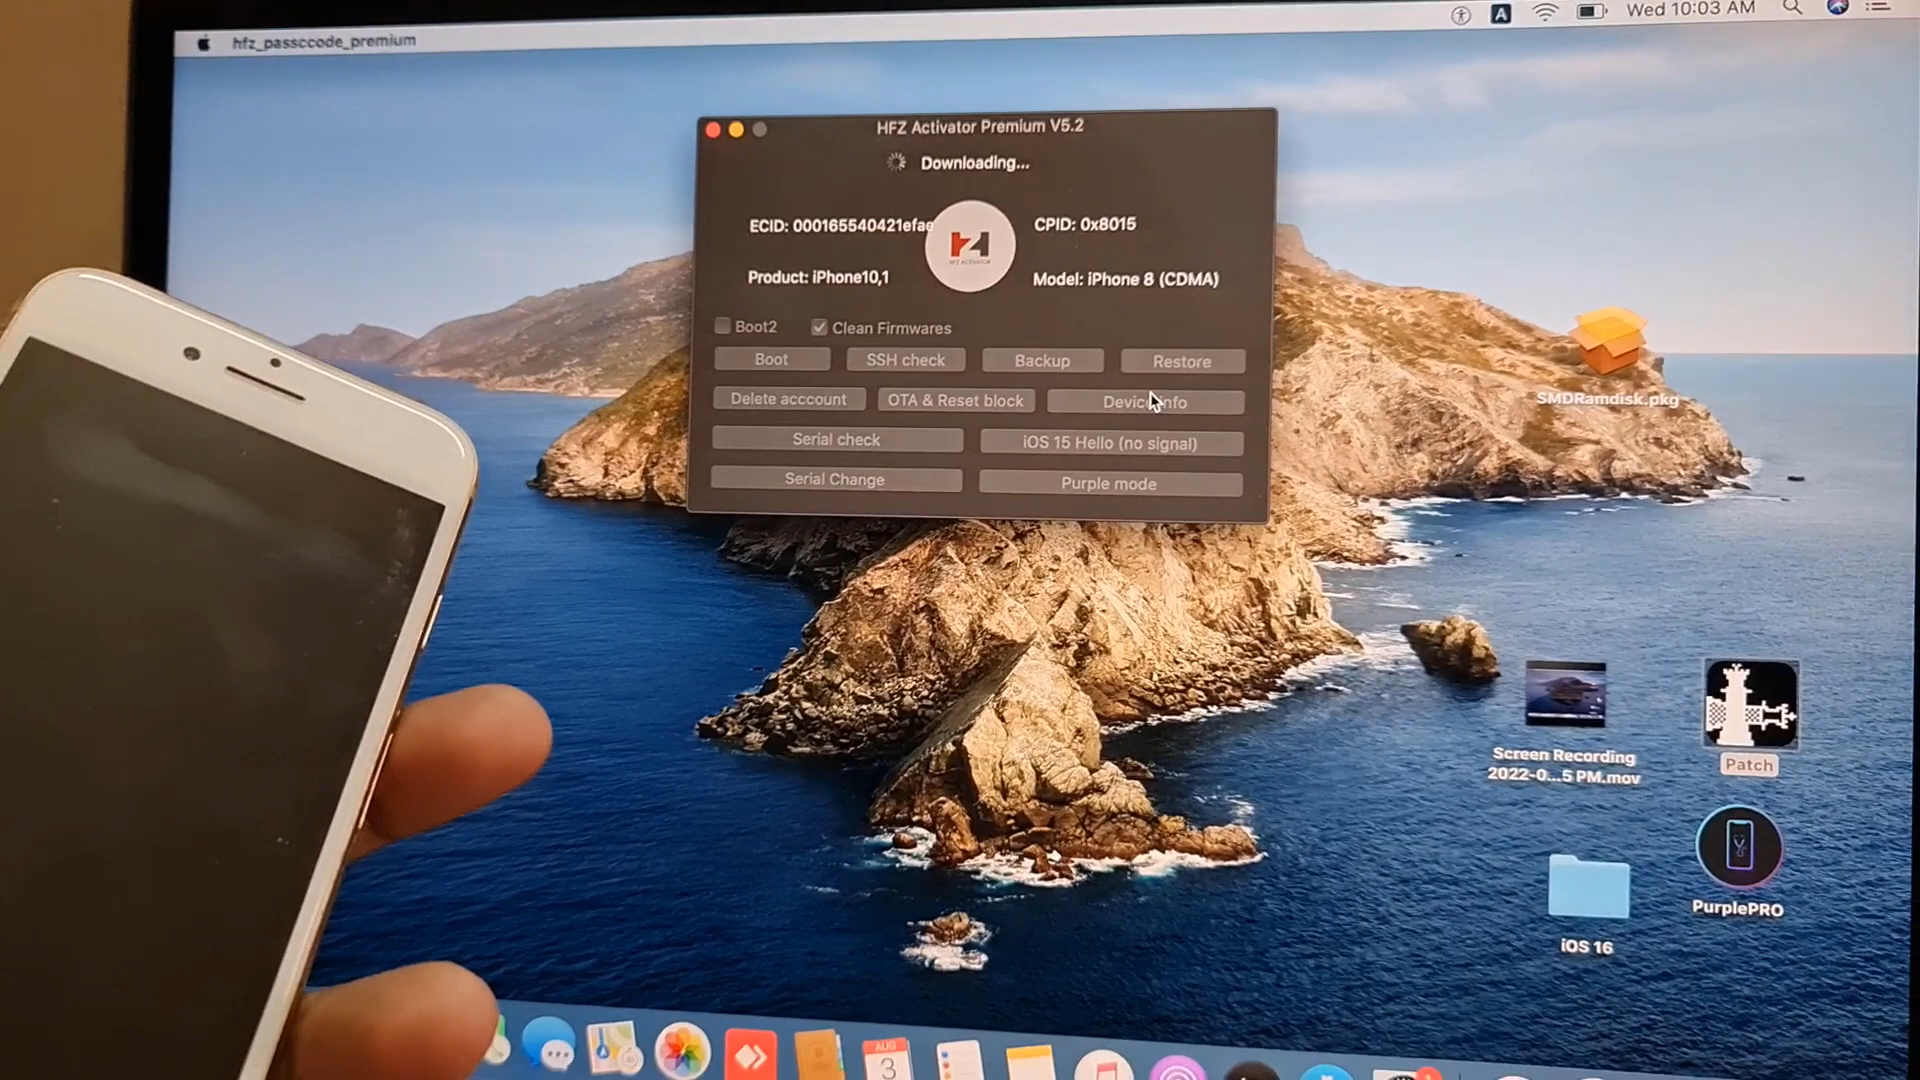 hfz_passccode_premium
A
Wed 10:03 AM
HFZ Activator Premium V5.2
Downloading...
ECID: 000165540421efae
CPID: 0x8015
HFZ ACTIVATOR
Product: iPhone10,1
Model: iPhone 8 (CDMA)
Boot2
Clean Firmwares
Boot
SSH check
Backup
Restore
Delete acccount
OTA & Reset block
Device info
Serial check
iOS 15 Hello (no signal)
Serial Change
Purple mode
SMDRamdisk.pkg
Screen Recording
2022-0...5 PM.mov
Patch
PurplePRO
iOS 16
AUG
3